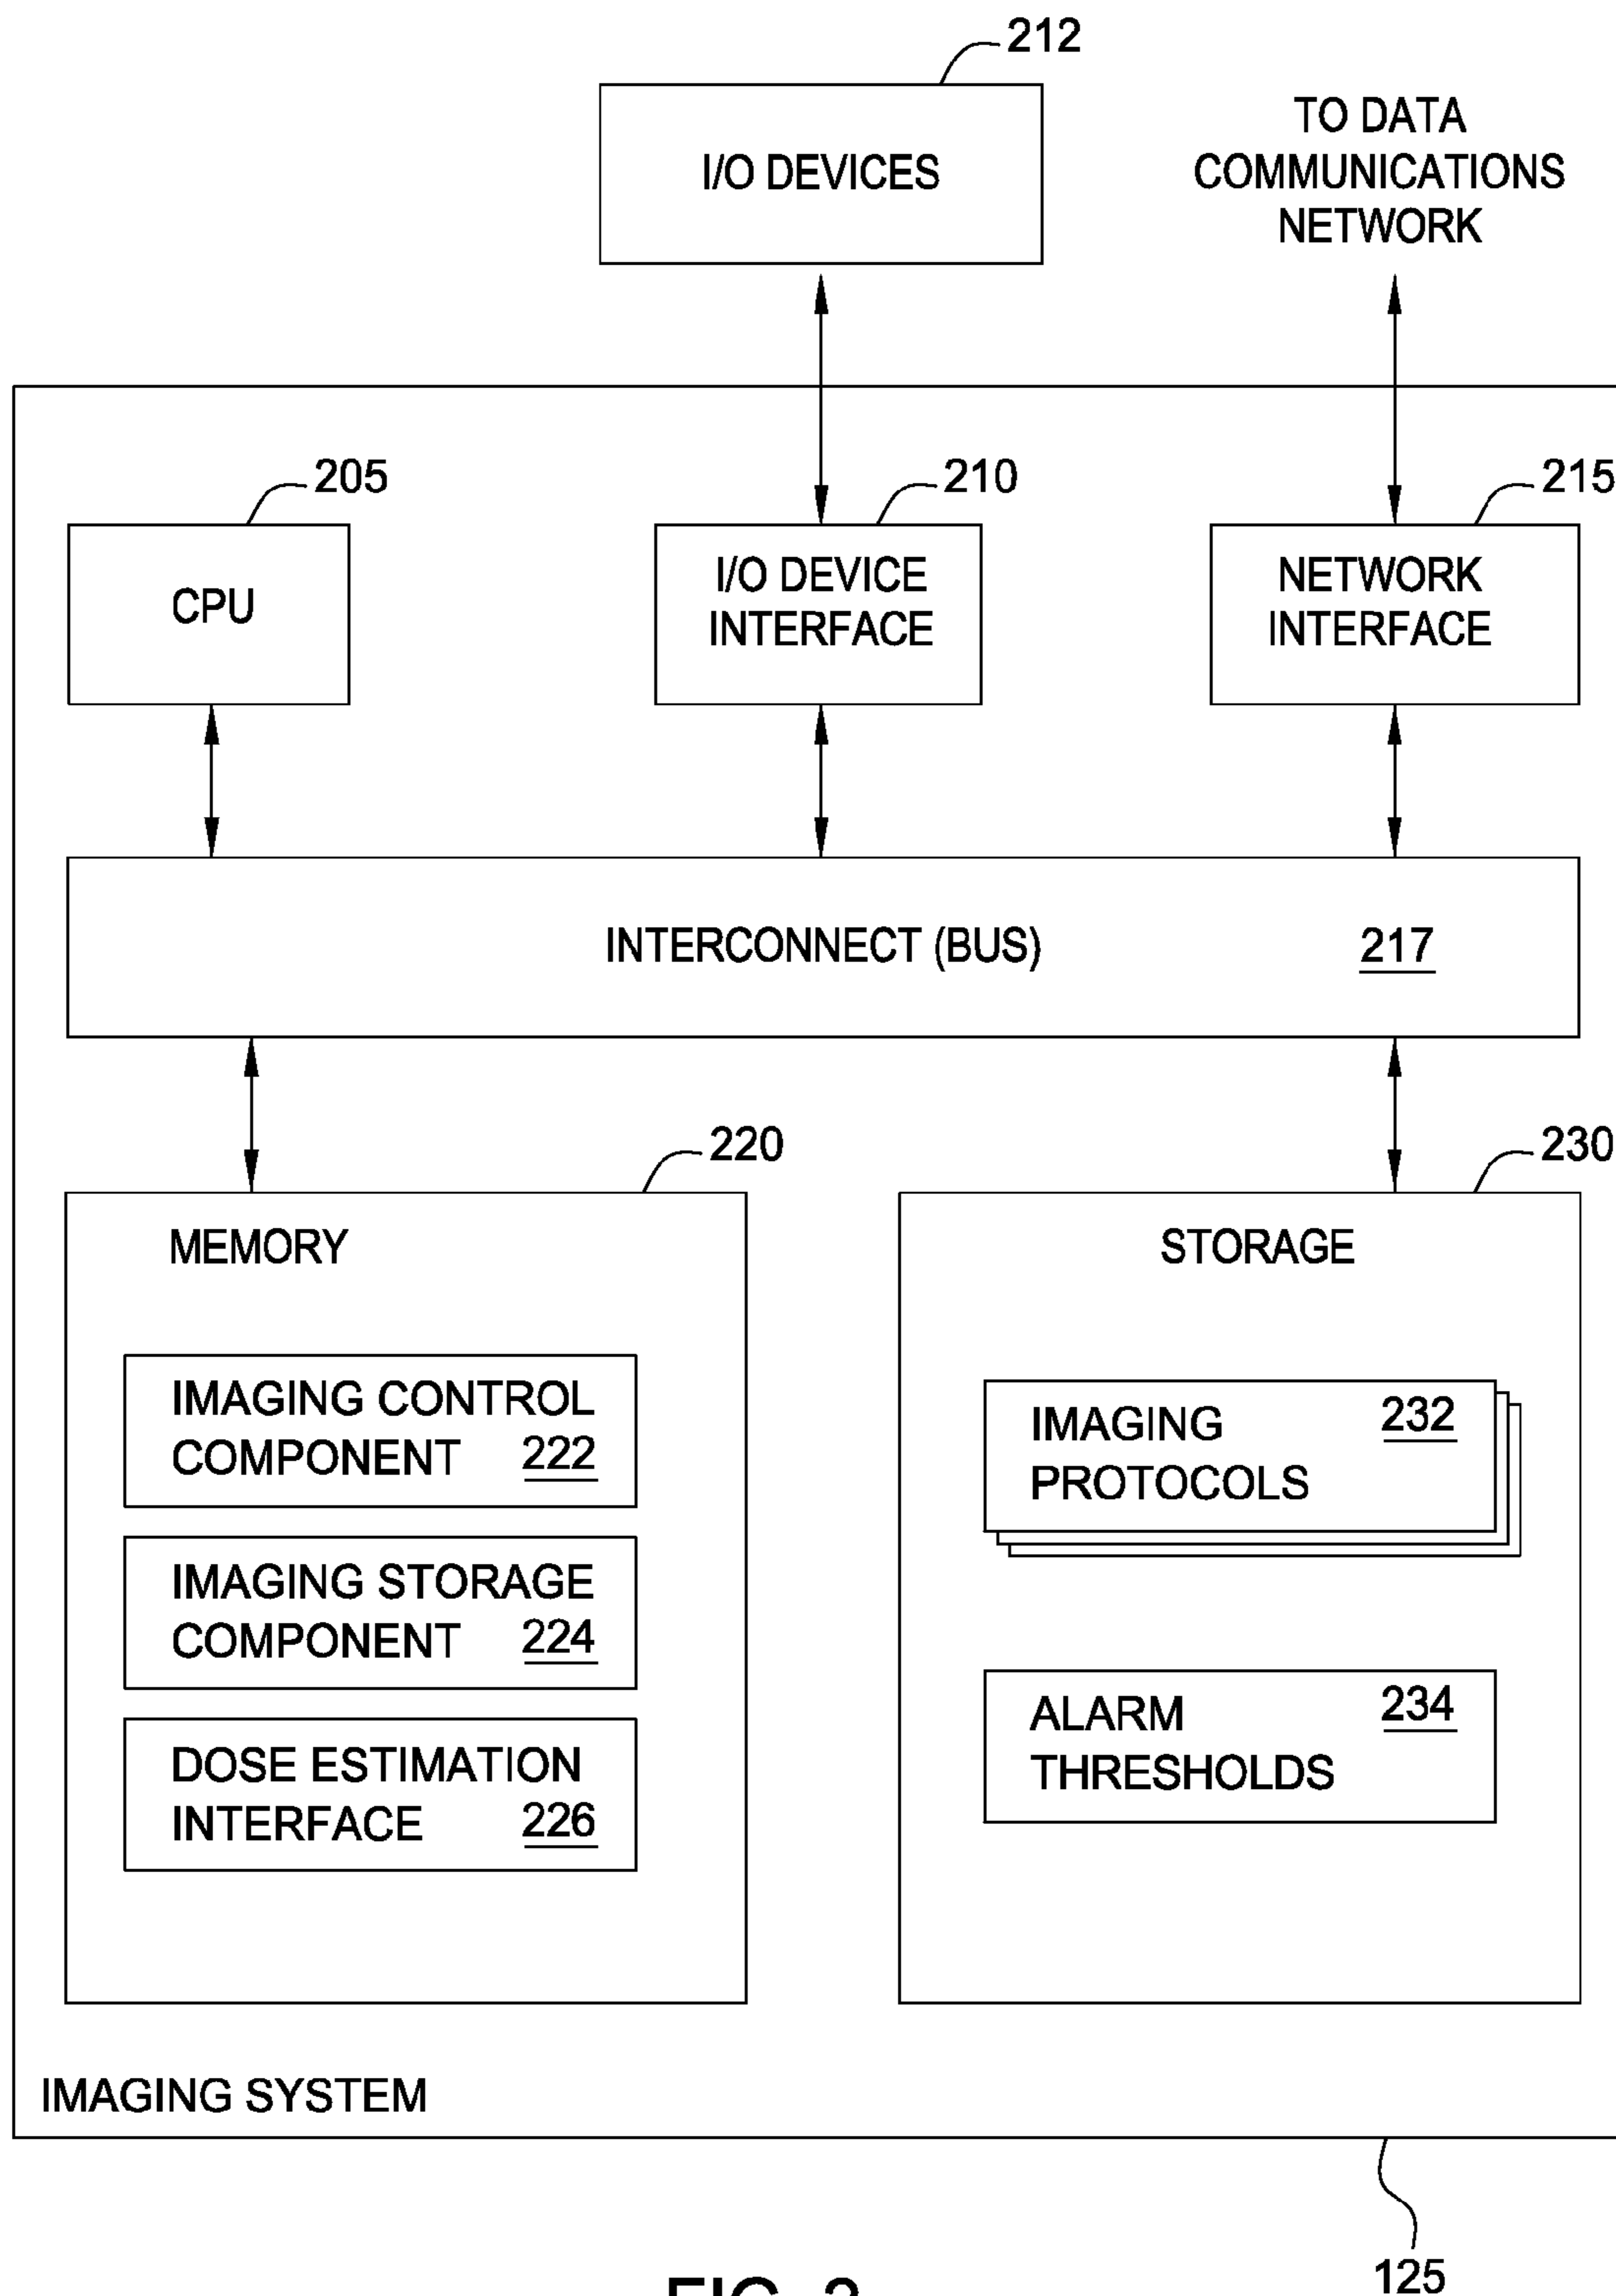 212
I/O DEVICES
TO DATA
COMMUNICATIONS
NETWORK
205
210
215
CPU
I/O DEVICE
INTERFACE
NETWORK
INTERFACE
INTERCONNECT (BUS) 217
220
230
MEMORY
IMAGING CONTROL
COMPONENT 222
IMAGING STORAGE
COMPONENT 224
DOSE ESTIMATION
INTERFACE 226
STORAGE
IMAGING 232
PROTOCOLS
ALARM 234
THRESHOLDS
IMAGING SYSTEM
125
FIG.